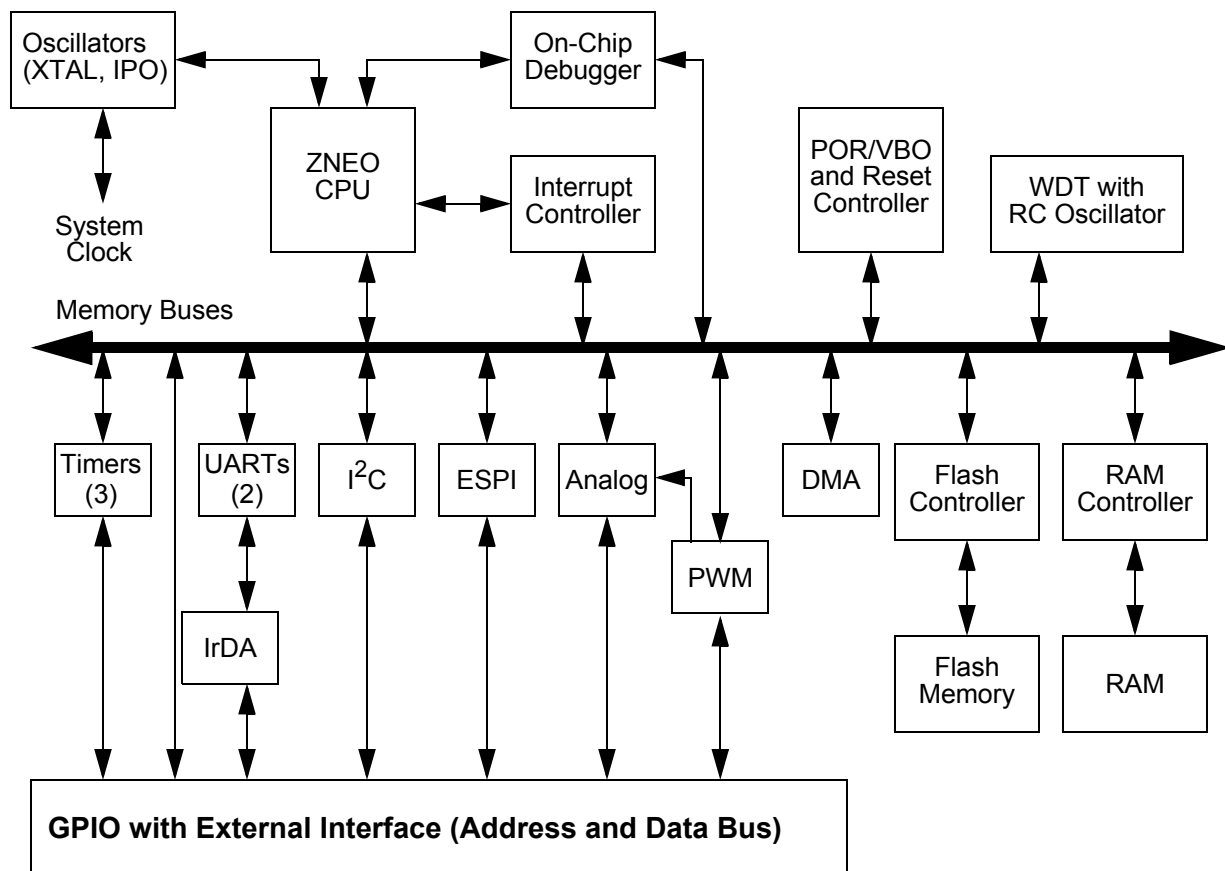 Oscillators
(XTAL, IPO)
On-Chip
Debugger
ZNEO
CPU
Interrupt
Controller
POR/VBO
and Reset
Controller
WDT with
RC Oscillator
System
Clock
Memory Buses
Timers
(3)
UARTs
(2)
I²C
ESPI
Analog
DMA
Flash
Controller
RAM
Controller
PWM
IrDA
Flash
Memory
RAM
GPIO with External Interface (Address and Data Bus)